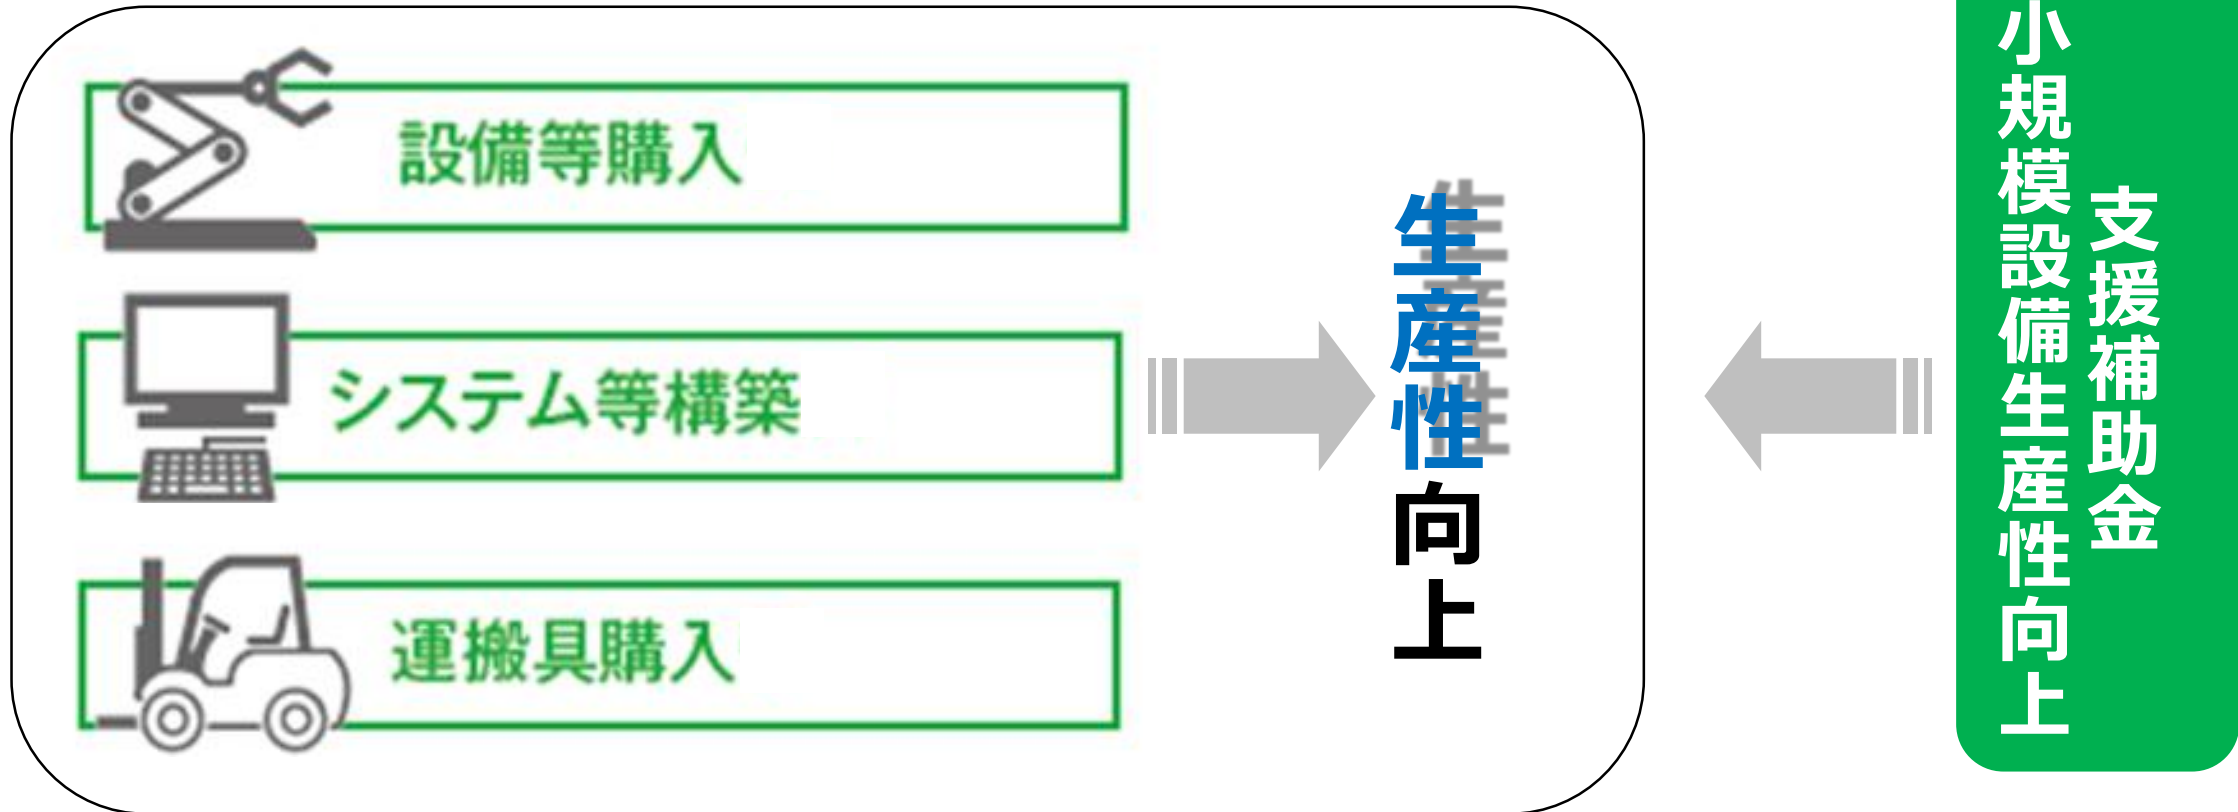 設備等購入
システム等構築
運搬具購入
生産性向上
小規模設備生産性向上
支援補助金